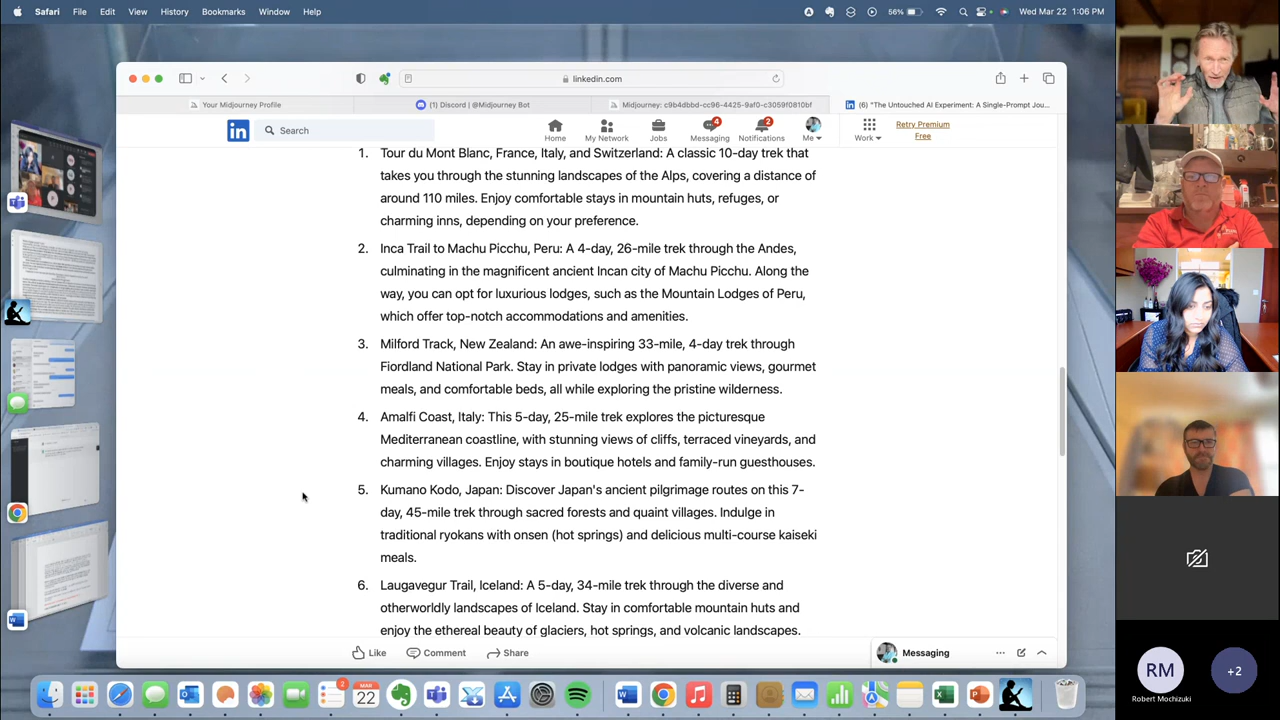 Safari File Edit View History Bookmarks Window Help 56% Wed Mar 22 1:06 PM
linkedin.com
Your Midjourney Profile (1) Discord | @Midjourney Bot Midjourney: c9b4dbbd-cc96-4425-9af0-c3059f0810bf (6) "The Untouched AI Experiment: A Single-Prompt Jou...
in Search Home My Network 4 Messaging 2 Notifications Me Work Retry Premium
Free
1. Tour du Mont Blanc, France, Italy, and Switzerland: A classic 10-day trek that
takes you through the stunning landscapes of the Alps, covering a distance of
around 110 miles. Enjoy comfortable stays in mountain huts, refuges, or
charming inns, depending on your preference.
2. Inca Trail to Machu Picchu, Peru: A 4-day, 26-mile trek through the Andes,
culminating in the magnificent ancient Incan city of Machu Picchu. Along the
way, you can opt for luxurious lodges, such as the Mountain Lodges of Peru,
which offer top-notch accommodations and amenities.
3. Milford Track, New Zealand: An awe-inspiring 33-mile, 4-day trek through
Fiordland National Park. Stay in private lodges with panoramic views, gourmet
meals, and comfortable beds, all while exploring the pristine wilderness.
4. Amalfi Coast, Italy: This 5-day, 25-mile trek explores the picturesque
Mediterranean coastline, with stunning views of cliffs, terraced vineyards, and
charming villages. Enjoy stays in boutique hotels and family-run guesthouses.
5. Kumano Kodo, Japan: Discover Japan's ancient pilgrimage routes on this 7-
day, 45-mile trek through sacred forests and quaint villages. Indulge in
traditional ryokans with onsen (hot springs) and delicious multi-course kaiseki
meals.
6. Laugavegur Trail, Iceland: A 5-day, 34-mile trek through the diverse and
otherworldly landscapes of Iceland. Stay in comfortable mountain huts and
enjoy the ethereal beauty of glaciers, hot springs, and volcanic landscapes.
Like Comment Share Messaging
2 MAR 22
RM +2
Robert Mochizuki